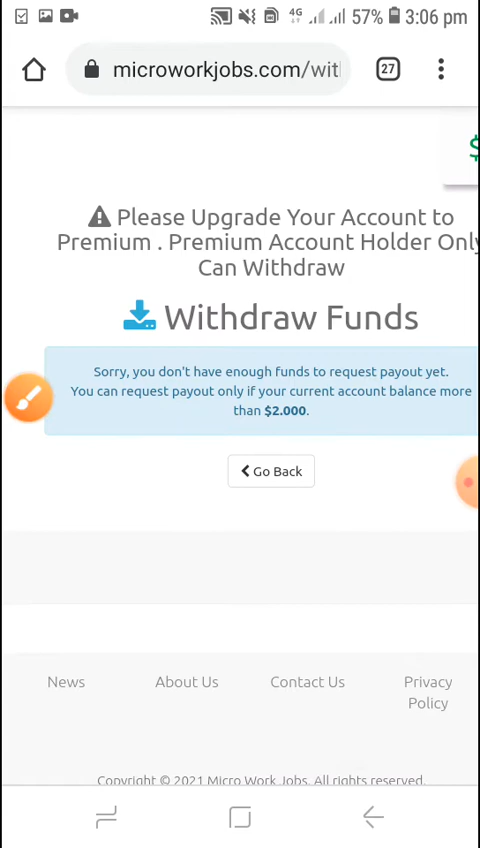 4G 57% 3:06 pm
microworkjobs.com/wit
27
$
Please Upgrade Your Account to
Premium . Premium Account Holder Only
Can Withdraw
Withdraw Funds
Sorry, you don't have enough funds to request payout yet.
You can request payout only if your current account balance more
than $2.000.
Go Back
News About Us Contact Us Privacy
Policy
Copyright © 2021 Micro Work Jobs. All rights reserved.